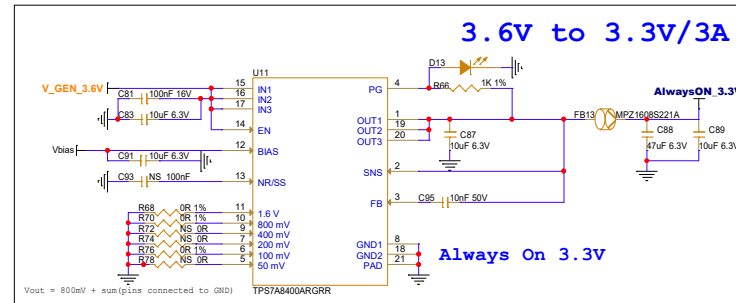 3.6V to 3.3V/3A
U11
D13
R66
1K 1%
V_GEN_3.6V
C81 100nF 16V
C83 10uF 6.3V
15 IN1
16 IN2
17 IN3
14 EN
Vbias
12 BIAS
C91 10uF 6.3V
C93 NS_100nF
13 NR/SS
R68 0R 1% 11 1.6 V
R70 0R 1% 10 800 mV
R72 NS 0R 9 400 mV
R74 NS 0R 7 200 mV
R76 0R 1% 6 100 mV
R78 NS 0R 5 50 mV
PG 4
OUT1 1
OUT2 19
OUT3 20
C87
10uF 6.3V
SNS 2
FB 3
C95 10nF 50V
GND1 8
GND2 18
PAD 21
FB13 MPZ1608S221A
AlwaysON_3.3V
C88
47uF 6.3V
C89
10uF 6.3V
Always On 3.3V
TPS7A8400ARGRR
Vout = 800mV + sum(pins connected to GND)